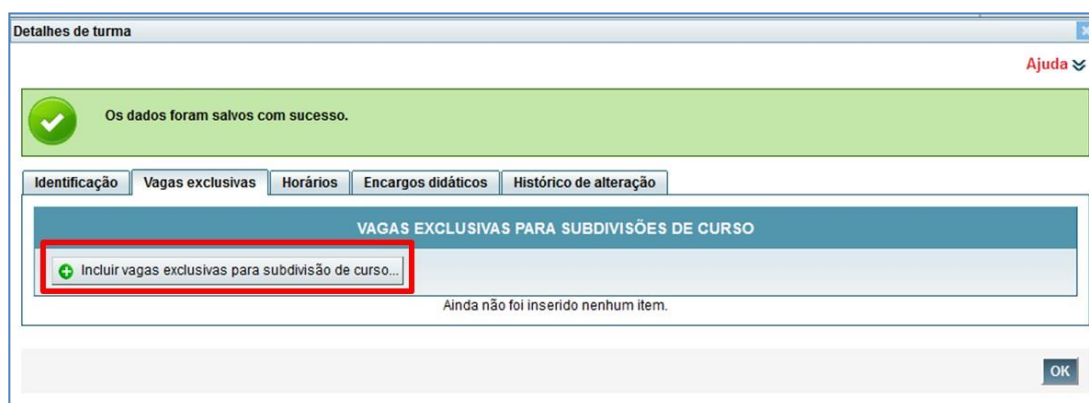 Detalhes de turma
Ajuda
Os dados foram salvos com sucesso.
Identificação Vagas exclusivas Horários Encargos didáticos Histórico de alteração
VAGAS EXCLUSIVAS PARA SUBDIVISÕES DE CURSO
Incluir vagas exclusivas para subdivisão de curso...
Ainda não foi inserido nenhum item.
OK